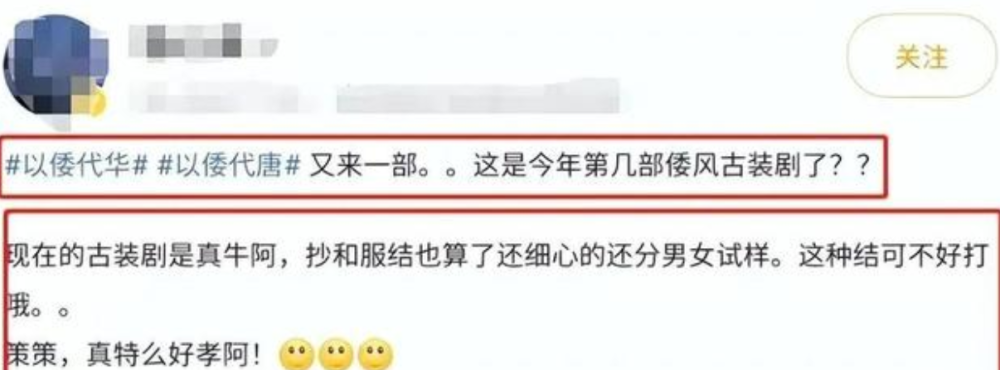 关注
#以倭代华# #以倭代唐# 又来一部。。这是今年第几部倭风古装剧了？？
现在的古装剧是真牛阿，抄和服结也算了还细心的还分男女试样。这种结可不好打
哦。。
策策，真特么好孝阿！🙂🙂🙂